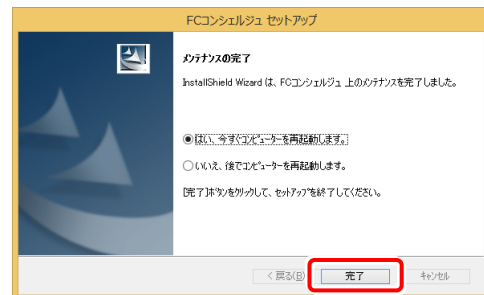 FCコンシェルジュ セットアップ
メンテナンスの完了
InstallShield Wizard は、FCコンシェルジュ 上のメンテナンスを完了しました。
はい、今すぐコンピューターを再起動します。
いいえ、後でコンピューターを再起動します。
[完了]ボタンをクリックして、セットアップを終了してください。
< 戻る(B)
完了
キャンセル